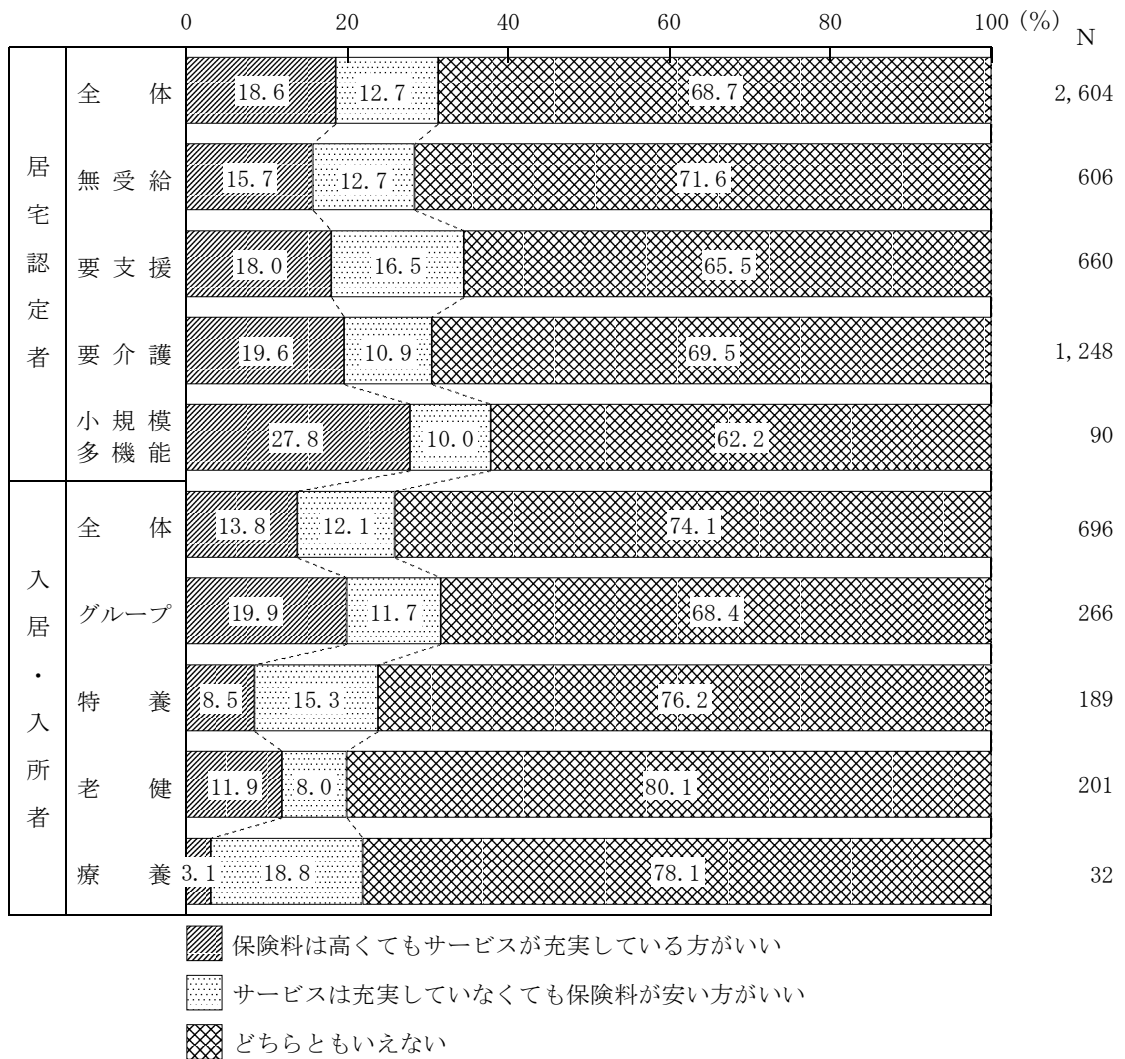 0 20 40 60 80 100 (%)
N
居宅認定者
全体 18.6 12.7 68.7 2,604
無受給 15.7 12.7 71.6 606
要支援 18.0 16.5 65.5 660
要介護 19.6 10.9 69.5 1,248
小規模
多機能 27.8 10.0 62.2 90
入居・入所者
全体 13.8 12.1 74.1 696
グループ 19.9 11.7 68.4 266
特養 8.5 15.3 76.2 189
老健 11.9 8.0 80.1 201
療養 3.1 18.8 78.1 32
保険料は高くてもサービスが充実している方がいい
サービスは充実していなくても保険料が安い方がいい
どちらともいえない